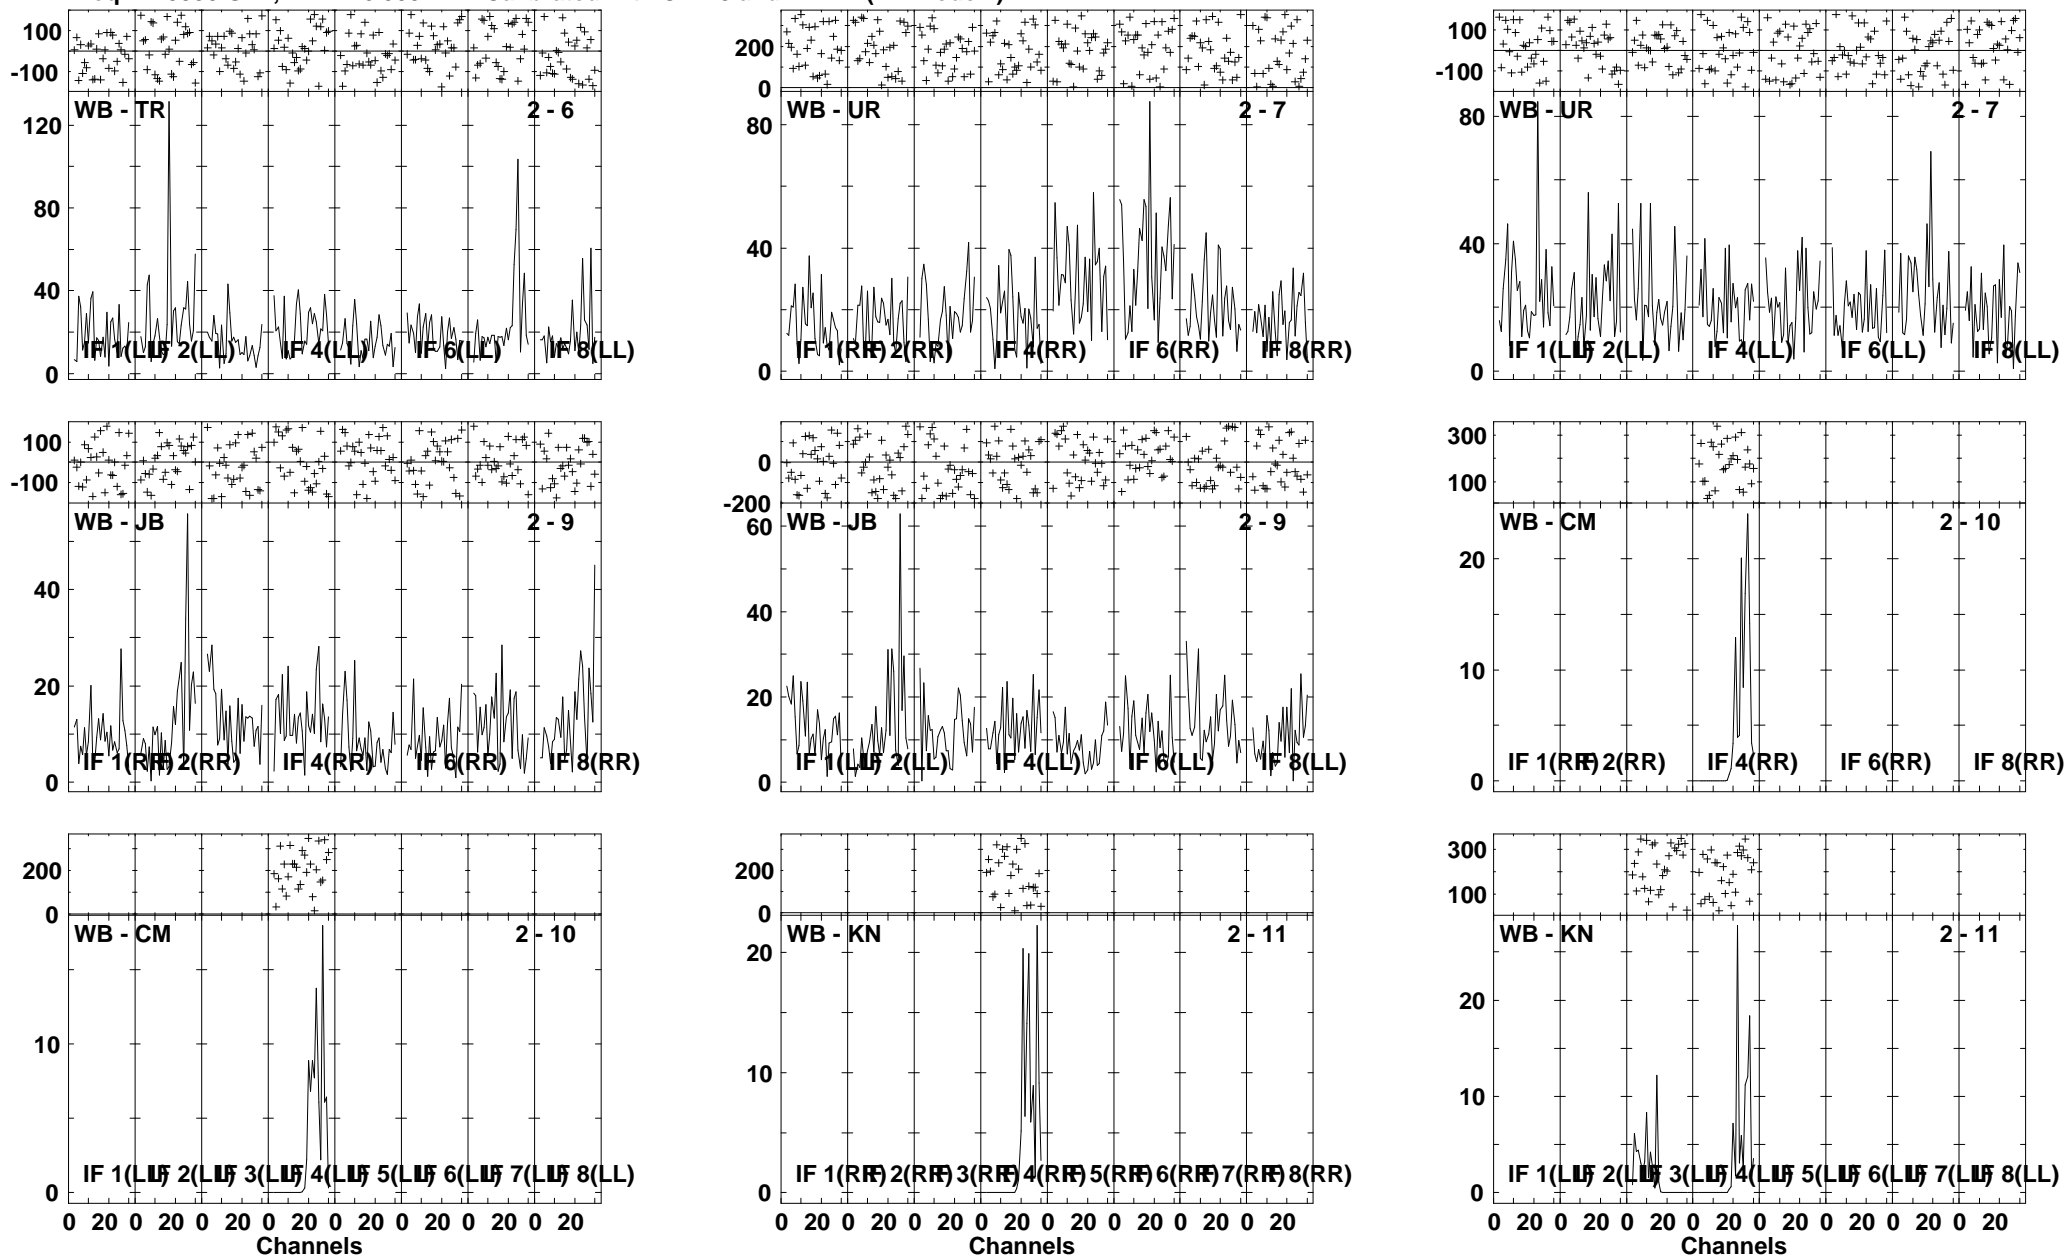 100
-100
WB - TR
2 - 6
120
80
40
0
IF 1(LL)
IF 2(LL)
IF 4(LL)
IF 6(LL)
IF 8(LL)
200
0
WB - UR
2 - 7
80
40
0
IF 1(RR)
IF 2(RR)
IF 4(RR)
IF 6(RR)
IF 8(RR)
100
-100
WB - UR
2 - 7
80
40
0
IF 1(LL)
IF 2(LL)
IF 4(LL)
IF 6(LL)
IF 8(LL)
100
-100
WB - JB
2 - 9
40
20
0
IF 1(RR)
IF 2(RR)
IF 4(RR)
IF 6(RR)
IF 8(RR)
0
-200
WB - JB
2 - 9
60
40
20
0
IF 1(LL)
IF 2(LL)
IF 4(LL)
IF 6(LL)
IF 8(LL)
300
100
WB - CM
2 - 10
20
10
0
IF 1(RR)
IF 2(RR)
IF 4(RR)
IF 6(RR)
IF 8(RR)
200
0
WB - CM
2 - 10
10
0
IF 1(LL)
IF 2(LL)
IF 3(LL)
IF 4(LL)
IF 5(LL)
IF 6(LL)
IF 7(LL)
IF 8(LL)
0 20 0 20 0 20 0 20 0 20 0 20 0 20 0 20
Channels
200
0
WB - KN
2 - 11
20
10
0
IF 1(RR)
IF 2(RR)
IF 3(RR)
IF 4(RR)
IF 5(RR)
IF 6(RR)
IF 7(RR)
IF 8(RR)
0 20 0 20 0 20 0 20 0 20 0 20 0 20 0 20
Channels
300
100
WB - KN
2 - 11
20
10
0
IF 1(LL)
IF 2(LL)
IF 3(LL)
IF 4(LL)
IF 5(LL)
IF 6(LL)
IF 7(LL)
IF 8(LL)
0 20 0 20 0 20 0 20 0 20 0 20 0 20 0 20
Channels